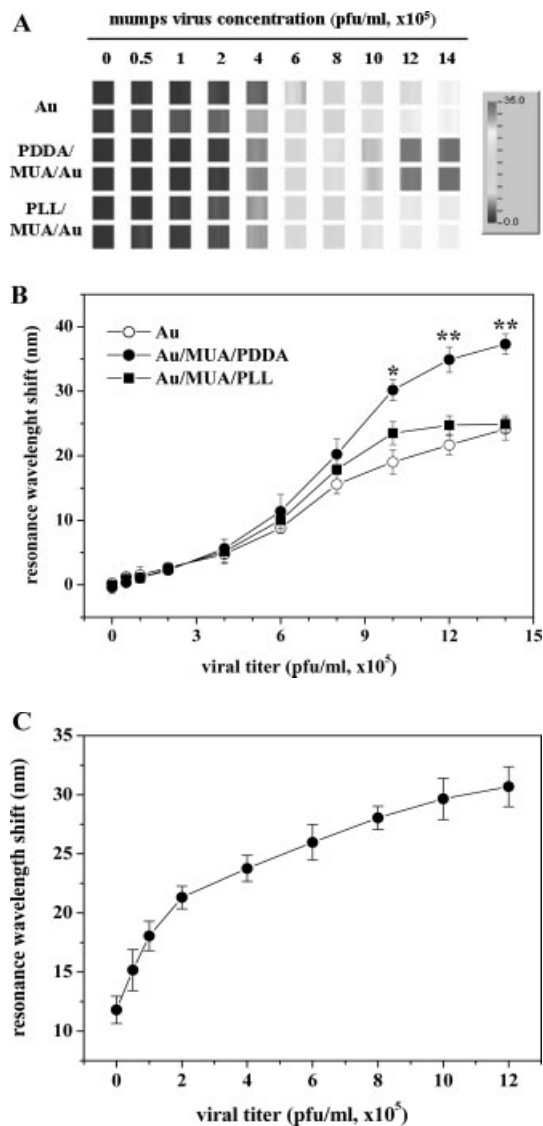 A
mumps virus concentration (pfu/ml, x10⁵)
0 0.5 1 2 4 6 8 10 12 14
Au
PDDA/
MUA/Au
PLL/
MUA/Au
35.0
0.0
B
Au
Au/MUA/PDDA
Au/MUA/PLL
* ** **
resonance wavelenght shift (nm)
40
30
20
10
0
0 3 6 9 12 15
viral titer (pfu/ml, x10⁵)
C
resonance wavelength shift (nm)
35
30
25
20
15
10
0 2 4 6 8 10 12
viral titer (pfu/ml, x10⁵)